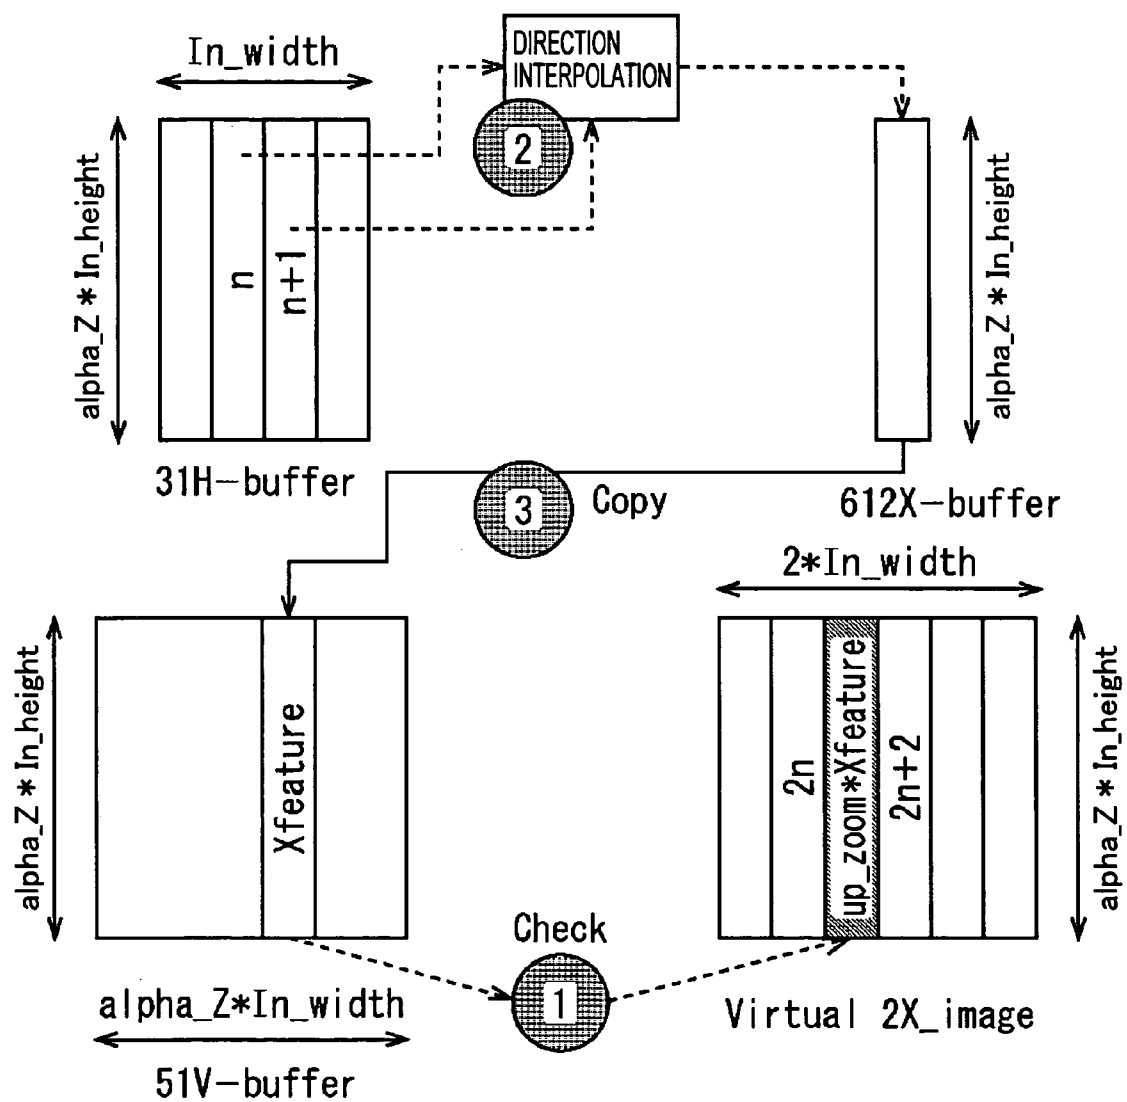 In_width
DIRECTION
INTERPOLATION
2
alpha_Z * In_height
n
n+1
alpha_Z * In_height
31H-buffer
3
Copy
612X-buffer
2*In_width
alpha_Z * In_height
Xfeature
2n
up_zoom*Xfeature
2n+2
alpha_Z * In_height
Check
1
alpha_Z*In_width
Virtual 2X_image
51V-buffer